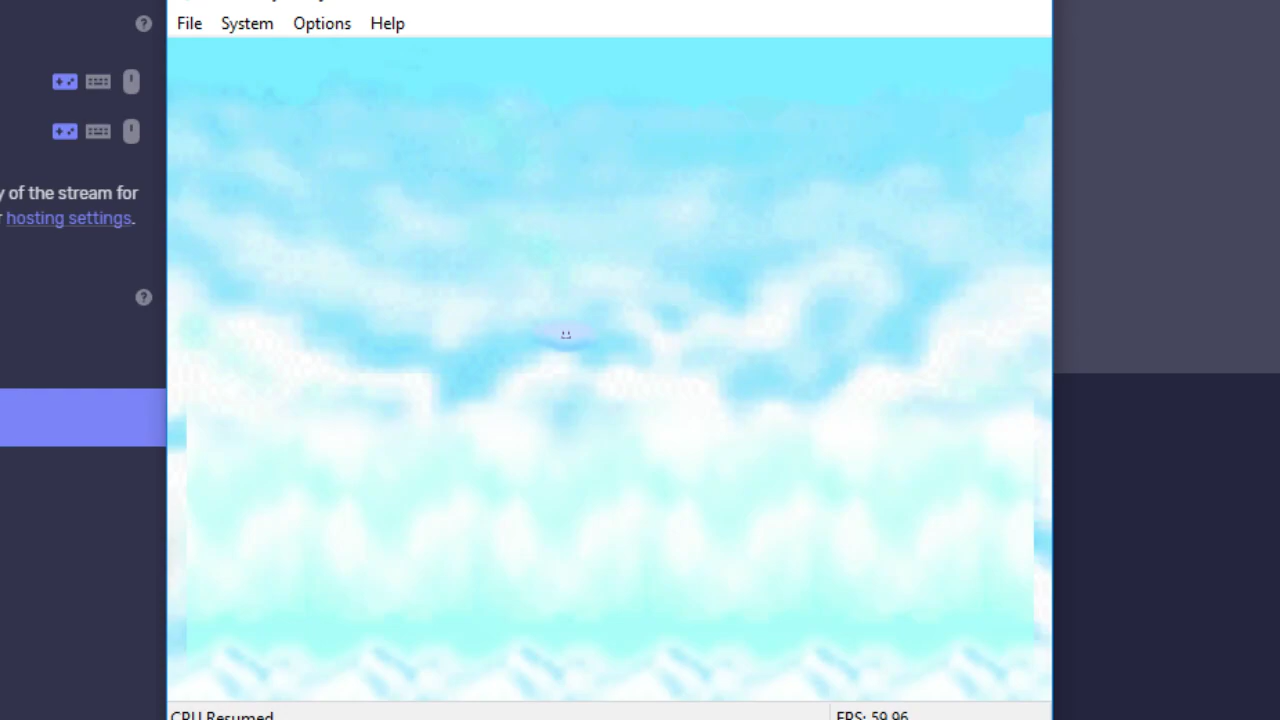 File System Options Help
y of the stream for
hosting settings.
CPU Resumed
FPS: 59.96